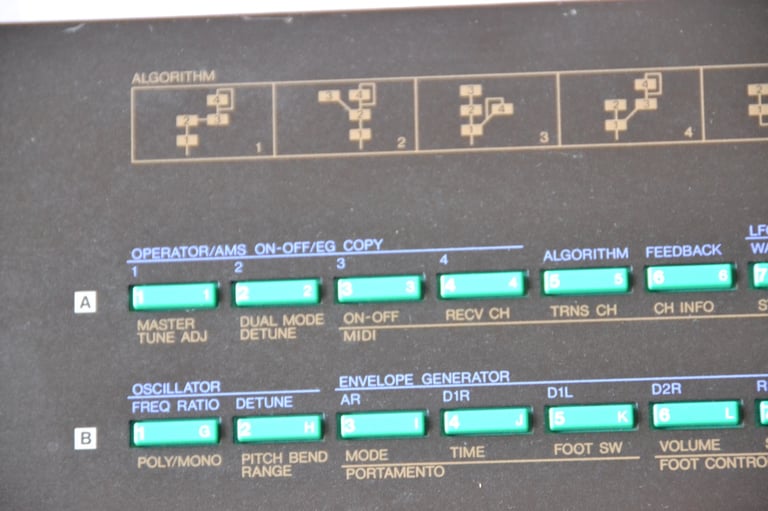 ALGORITHM
4 2 3 1 1
3 4 2 1 2
3 2 4 1 3
4 2 3 1 4
2
OPERATOR/AMS ON-OFF/EG COPY
1 2 3 4 ALGORITHM FEEDBACK
A 1 1 2 2 3 3 4 4 5 5 6 6 7
MASTER TUNE ADJ
DUAL MODE DETUNE
ON-OFF RECV CH TRNS CH CH INFO
MIDI
OSCILLATOR ENVELOPE GENERATOR
FREQ RATIO DETUNE AR D1R D1L D2R R
B 1 G 2 H 3 I 4 J 5 K 6 L
POLY/MONO
PITCH BEND RANGE
MODE TIME FOOT SW VOLUME
PORTAMENTO FOOT CONTRO